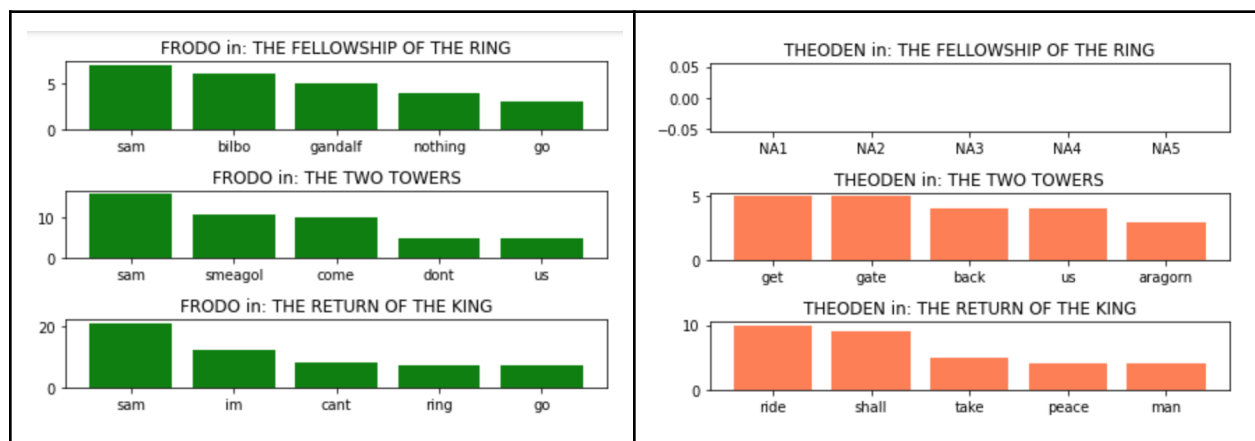 FRODO in: THE FELLOWSHIP OF THE RING
5
0
sam bilbo gandalf nothing go
FRODO in: THE TWO TOWERS
10
0
sam smeagol come dont us
FRODO in: THE RETURN OF THE KING
20
0
sam im cant ring go
THEODEN in: THE FELLOWSHIP OF THE RING
0.05
0.00
−0.05
NA1 NA2 NA3 NA4 NA5
THEODEN in: THE TWO TOWERS
5
0
get gate back us aragorn
THEODEN in: THE RETURN OF THE KING
10
0
ride shall take peace man